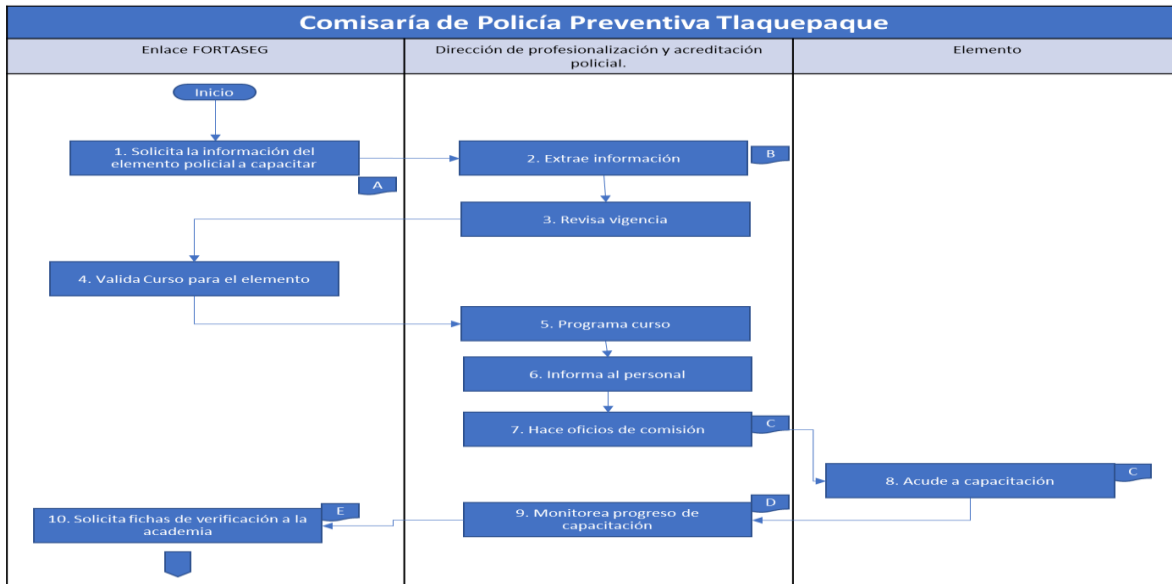 Comisaría de Policía Preventiva Tlaquepaque
Enlace FORTASEG
Dirección de profesionalización y acreditación
policial.
Elemento
Inicio
1. Solicita la información del
elemento policial a capacitar
A
2. Extrae información
B
3. Revisa vigencia
4. Valida Curso para el elemento
5. Programa curso
6. Informa al personal
7. Hace oficios de comisión
C
8. Acude a capacitación
C
9. Monitorea progreso de
capacitación
D
10. Solicita fichas de verificación a la
academia
E